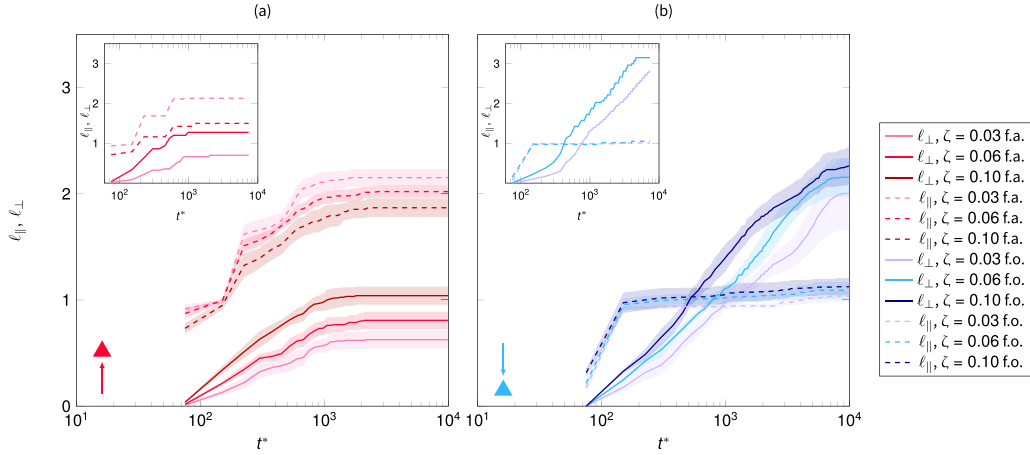 (a)
(b)
3
2
1
10² 10³ 10⁴
t*
ℓ∥, ℓ⊥
3
2
1
10² 10³ 10⁴
t*
ℓ∥, ℓ⊥
3
2
1
0
10¹ 10² 10³ 10⁴
t*
ℓ∥, ℓ⊥
10¹ 10² 10³ 10⁴
t*
ℓ⊥, ζ = 0.03 f.a.
ℓ⊥, ζ = 0.06 f.a.
ℓ⊥, ζ = 0.10 f.a.
ℓ∥, ζ = 0.03 f.a.
ℓ∥, ζ = 0.06 f.a.
ℓ∥, ζ = 0.10 f.a.
ℓ⊥, ζ = 0.03 f.o.
ℓ⊥, ζ = 0.06 f.o.
ℓ⊥, ζ = 0.10 f.o.
ℓ∥, ζ = 0.03 f.o.
ℓ∥, ζ = 0.06 f.o.
ℓ∥, ζ = 0.10 f.o.